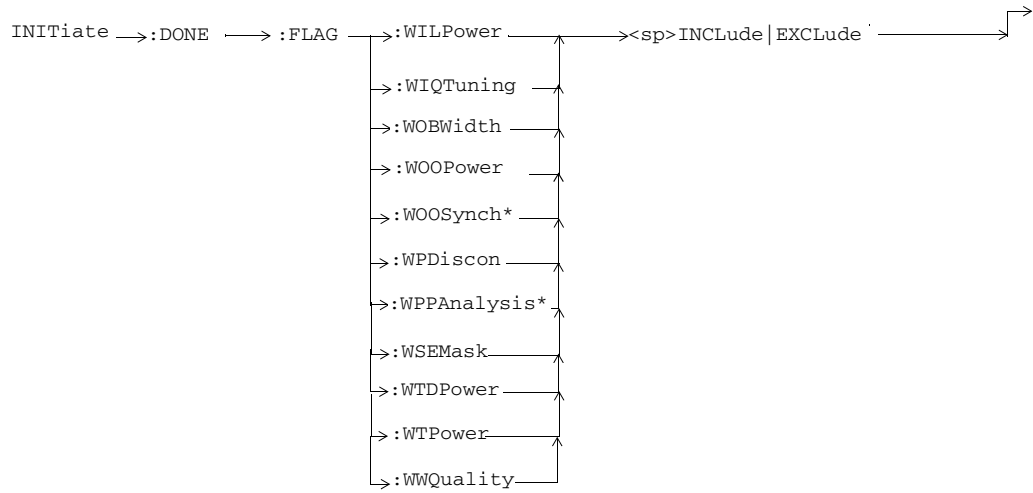 INITiate :DONE :FLAG :WILPower <sp>INCLude|EXCLude
:WIQTuning
:WOBWidth
:WOOPower
:WOOSynch*
:WPDiscon
:WPPAnalysis*
:WSEMask
:WTDPower
:WTPower
:WWQuality